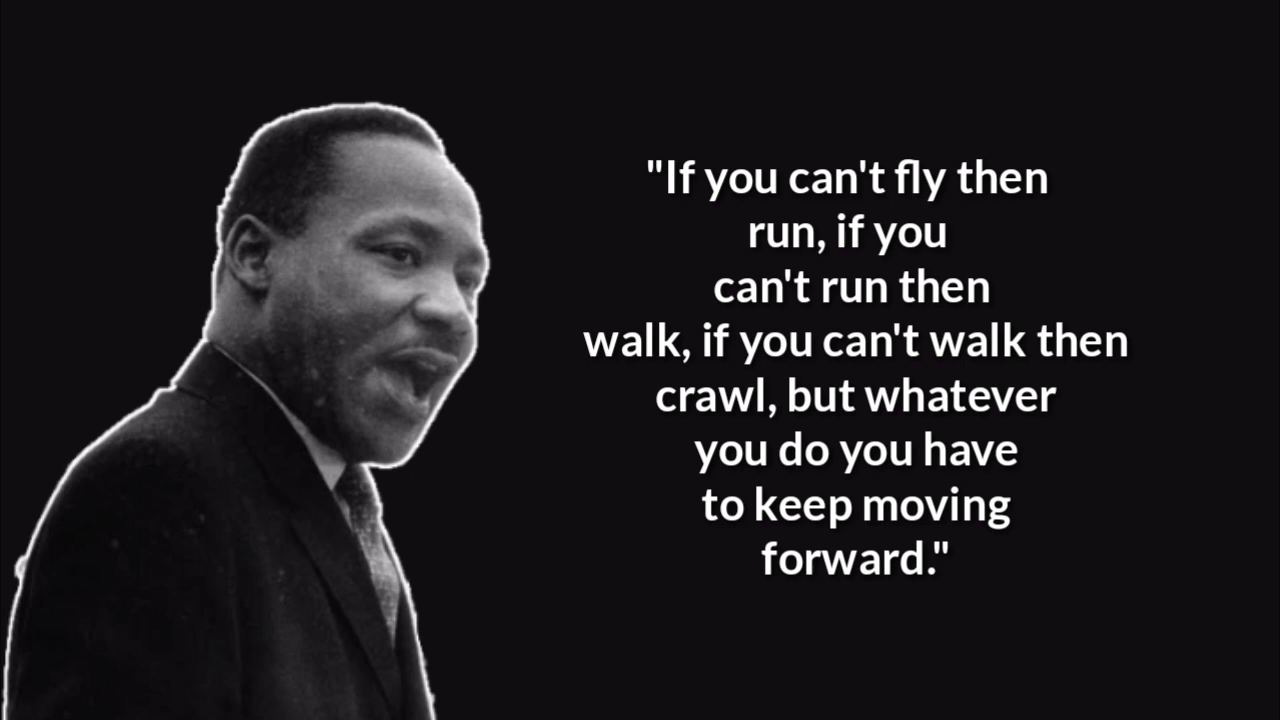 "If you can't fly then
run, if you
can't run then
walk, if you can't walk then
crawl, but whatever
you do you have
to keep moving
forward."